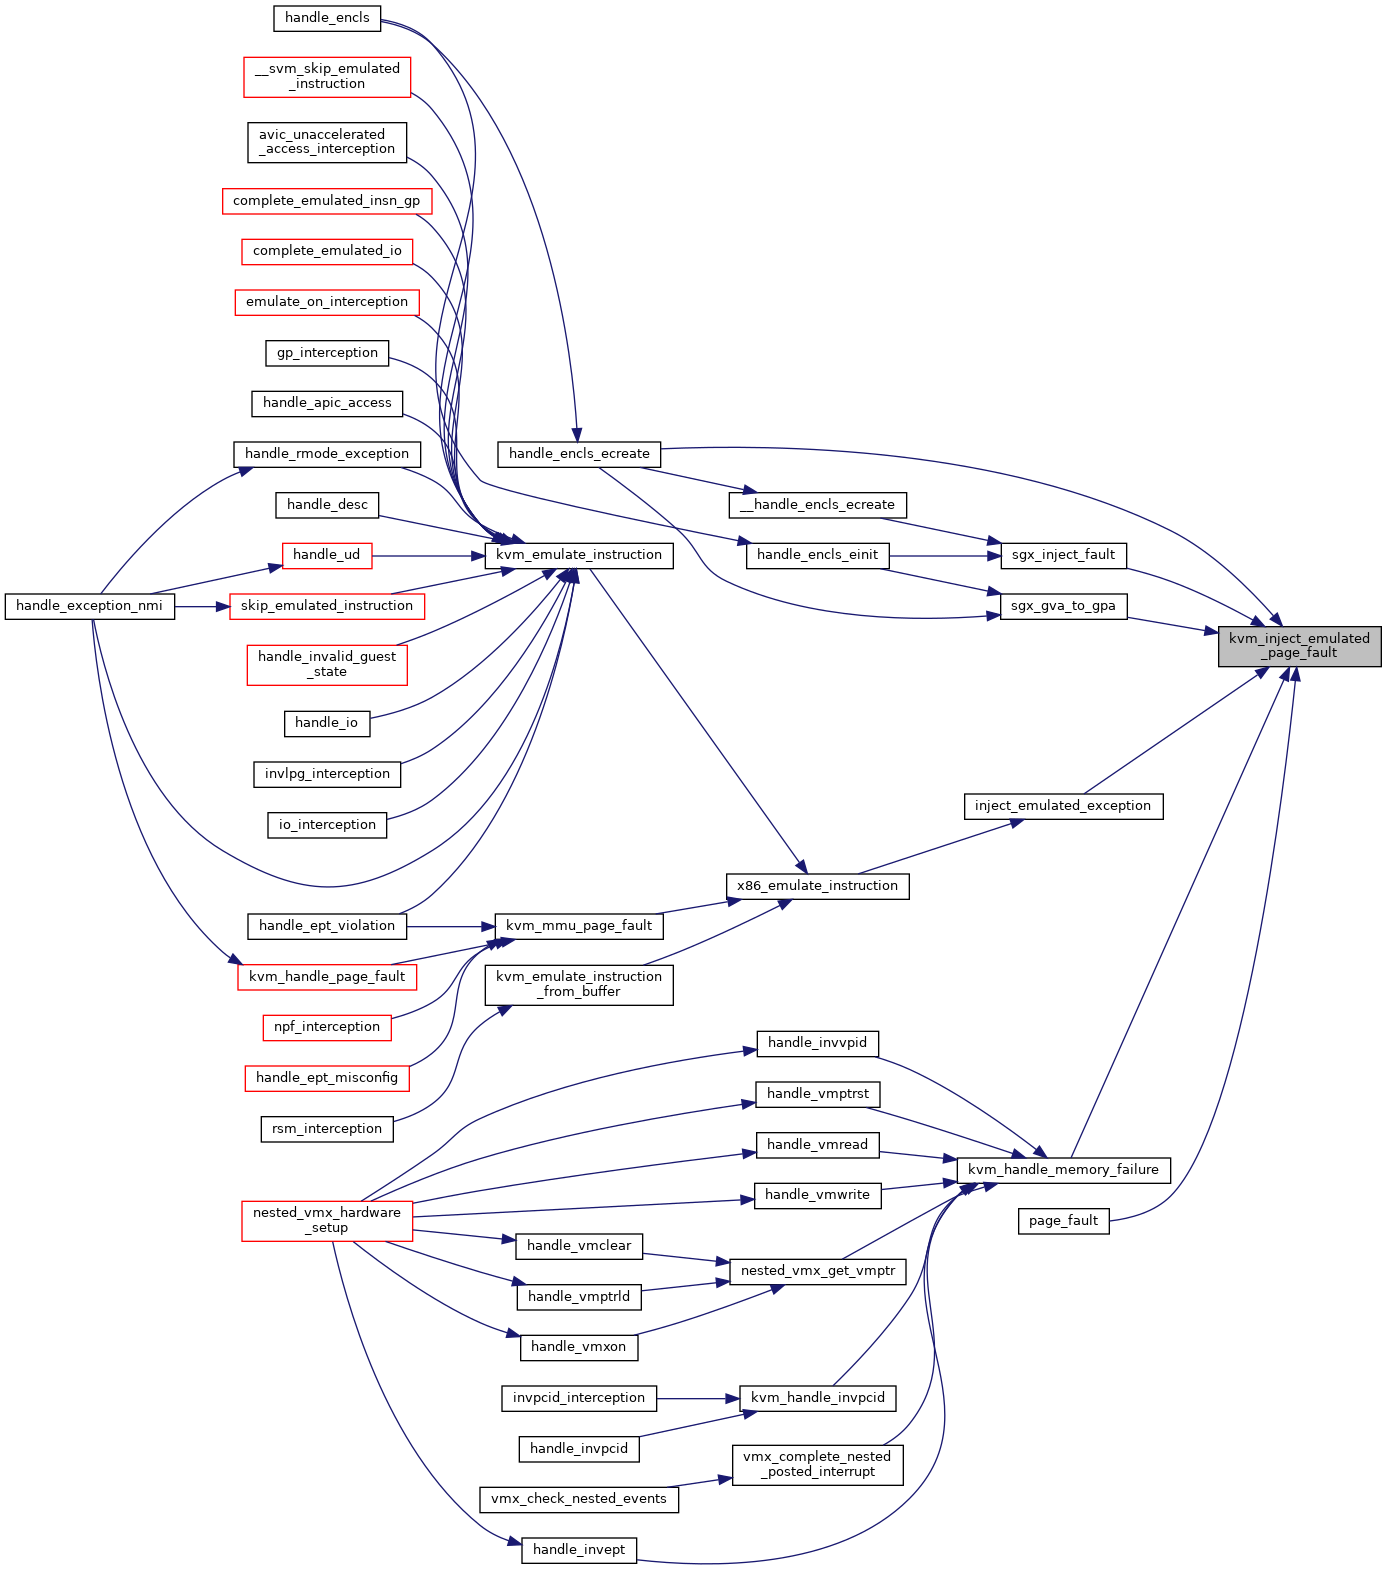 handle_encls
__svm_skip_emulated
_instruction
avic_unaccelerated
_access_interception
complete_emulated_insn_gp
complete_emulated_io
emulate_on_interception
gp_interception
handle_apic_access
handle_rmode_exception
handle_desc
handle_ud
handle_exception_nmi
skip_emulated_instruction
handle_invalid_guest
_state
handle_io
invlpg_interception
io_interception
handle_ept_violation
kvm_handle_page_fault
npf_interception
handle_ept_misconfig
rsm_interception
nested_vmx_hardware
_setup
handle_encls_ecreate
kvm_emulate_instruction
kvm_mmu_page_fault
kvm_emulate_instruction
_from_buffer
handle_vmclear
handle_vmptrld
handle_vmxon
invpcid_interception
handle_invpcid
vmx_check_nested_events
handle_invept
__handle_encls_ecreate
handle_encls_einit
x86_emulate_instruction
handle_invvpid
handle_vmptrst
handle_vmread
handle_vmwrite
nested_vmx_get_vmptr
kvm_handle_invpcid
vmx_complete_nested
_posted_interrupt
sgx_inject_fault
sgx_gva_to_gpa
inject_emulated_exception
kvm_handle_memory_failure
page_fault
kvm_inject_emulated
_page_fault